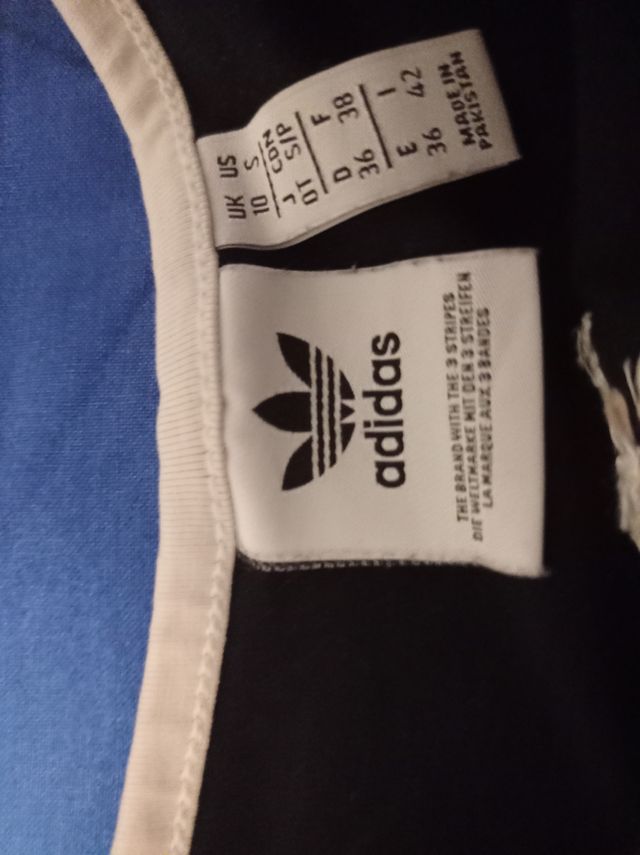 UK US
10 S
J CDN
OT S/P
D F
36 38
E I
36 42
MADE IN
PAKISTAN
adidas
THE BRAND WITH THE 3 STRIPES
DIE WELTMARKE MIT DEN 3 STREIFEN
LA MARQUE AUX 3 BANDES